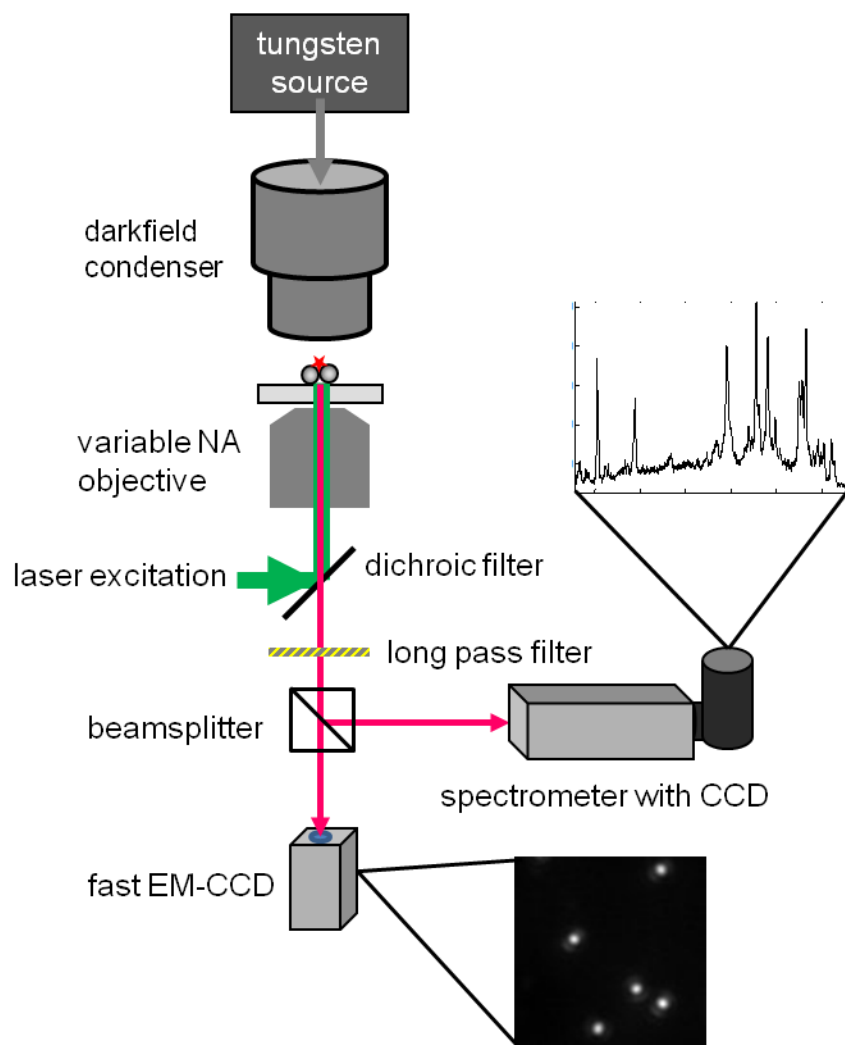 tungsten
source
darkfield
condenser
variable NA
objective
laser excitation
dichroic filter
long pass filter
beamsplitter
spectrometer with CCD
fast EM-CCD